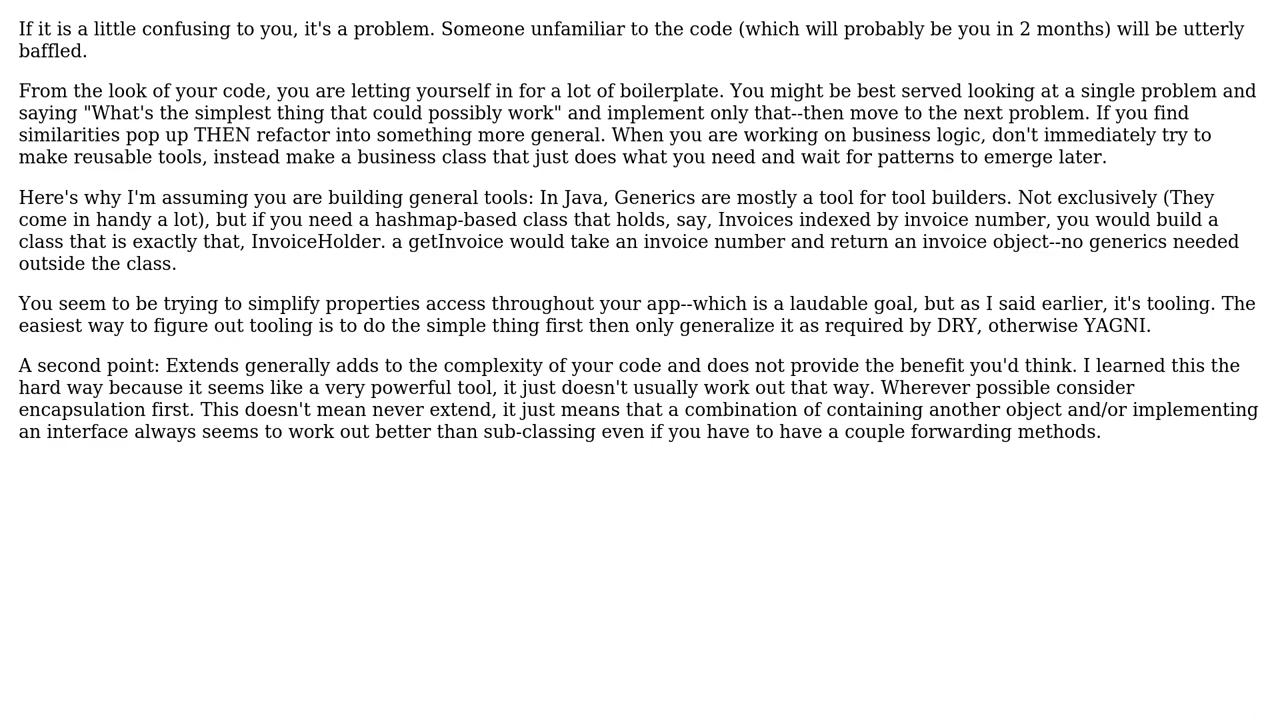 If it is a little confusing to you, it's a problem. Someone unfamiliar to the code (which will probably be you in 2 months) will be utterly
baffled.
From the look of your code, you are letting yourself in for a lot of boilerplate. You might be best served looking at a single problem and
saying "What's the simplest thing that could possibly work" and implement only that--then move to the next problem. If you find
similarities pop up THEN refactor into something more general. When you are working on business logic, don't immediately try to
make reusable tools, instead make a business class that just does what you need and wait for patterns to emerge later.
Here's why I'm assuming you are building general tools: In Java, Generics are mostly a tool for tool builders. Not exclusively (They
come in handy a lot), but if you need a hashmap-based class that holds, say, Invoices indexed by invoice number, you would build a
class that is exactly that, InvoiceHolder. a getInvoice would take an invoice number and return an invoice object--no generics needed
outside the class.
You seem to be trying to simplify properties access throughout your app--which is a laudable goal, but as I said earlier, it's tooling. The
easiest way to figure out tooling is to do the simple thing first then only generalize it as required by DRY, otherwise YAGNI.
A second point: Extends generally adds to the complexity of your code and does not provide the benefit you'd think. I learned this the
hard way because it seems like a very powerful tool, it just doesn't usually work out that way. Wherever possible consider
encapsulation first. This doesn't mean never extend, it just means that a combination of containing another object and/or implementing
an interface always seems to work out better than sub-classing even if you have to have a couple forwarding methods.